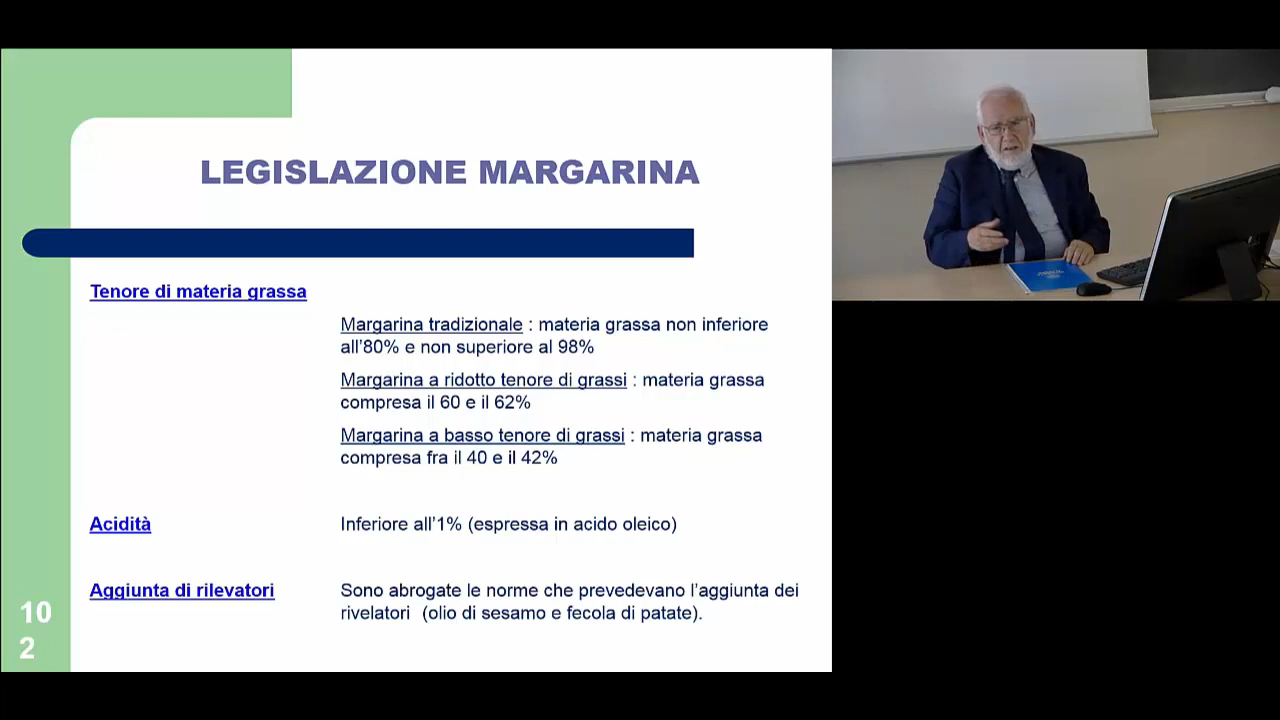 LEGISLAZIONE MARGARINA
Tenore di materia grassa
Margarina tradizionale : materia grassa non inferiore
all'80% e non superiore al 98%
Margarina a ridotto tenore di grassi : materia grassa
compresa il 60 e il 62%
Margarina a basso tenore di grassi : materia grassa
compresa fra il 40 e il 42%
Acidità
Inferiore all'1% (espressa in acido oleico)
Aggiunta di rilevatori
Sono abrogate le norme che prevedevano l'aggiunta dei
rivelatori (olio di sesamo e fecola di patate).
10
2